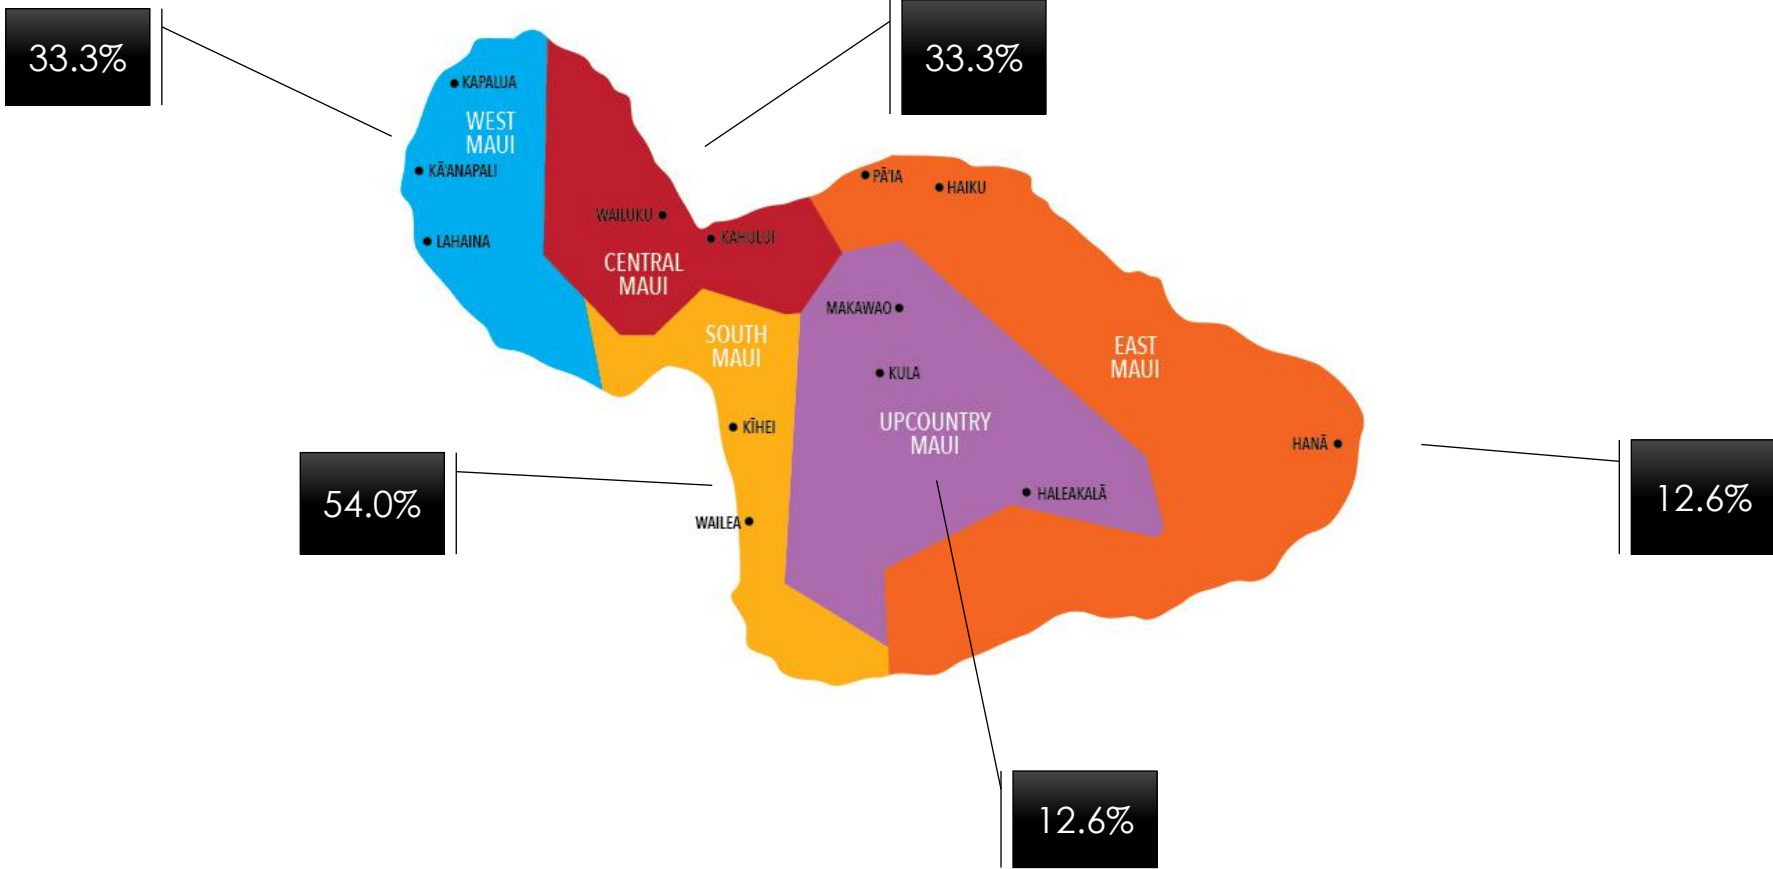 33.3%
33.3%
KAPALUA
WEST
MAUI
KĀ'ANAPALI
LAHAINA
WAILUKU
KAHULUI
CENTRAL
MAUI
PĀ'IA
HAIKU
MAKAWAO
SOUTH
MAUI
KULA
EAST
MAUI
UPCOUNTRY
MAUI
KĪHEI
HANĀ
54.0%
WAILEA
HALEAKALĀ
12.6%
12.6%